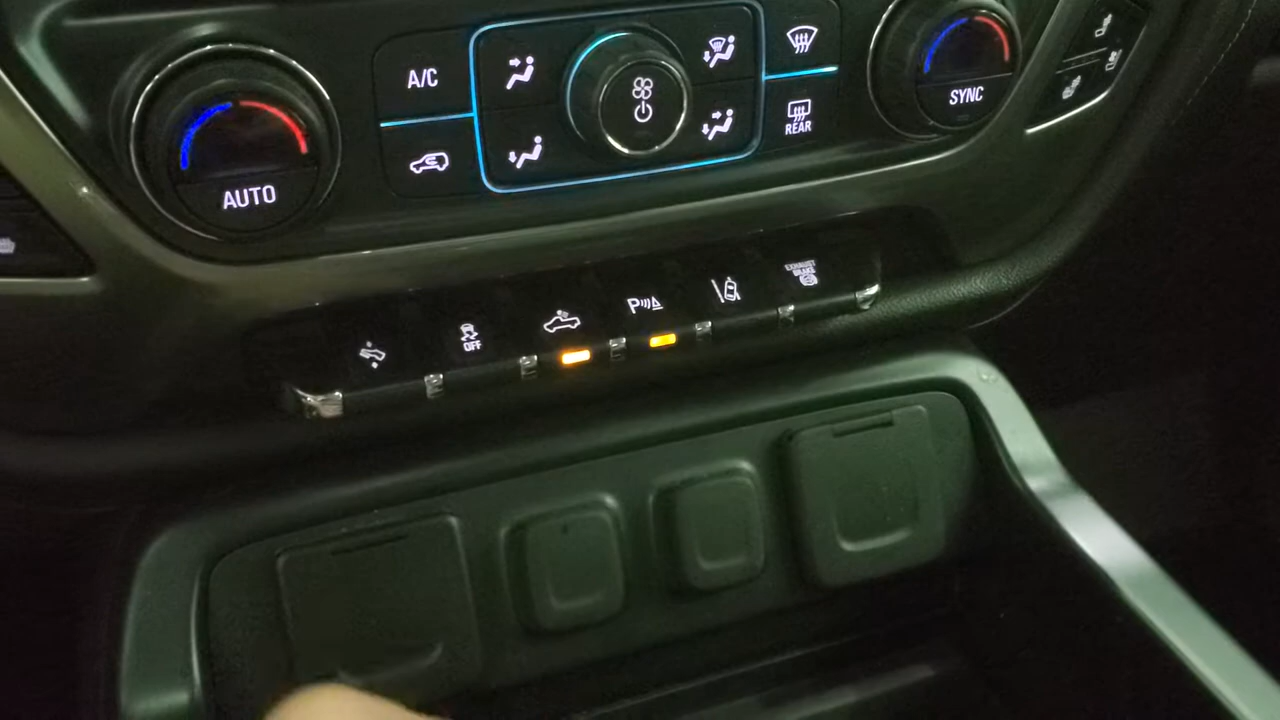 A/C
REAR
SYNC
AUTO
OFF
P
EXHAUST
BRAKE